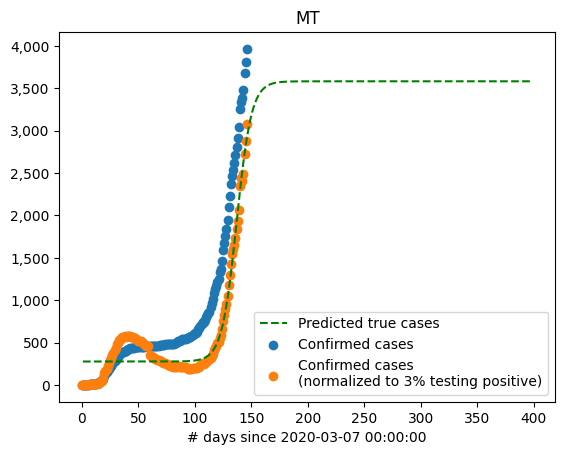 MT
4,000
3,500
3,000
2,500
2,000
1,500
1,000
500
0
0 50 100 150 200 250 300 350 400
# days since 2020-03-07 00:00:00
Predicted true cases
Confirmed cases
Confirmed cases
(normalized to 3% testing positive)